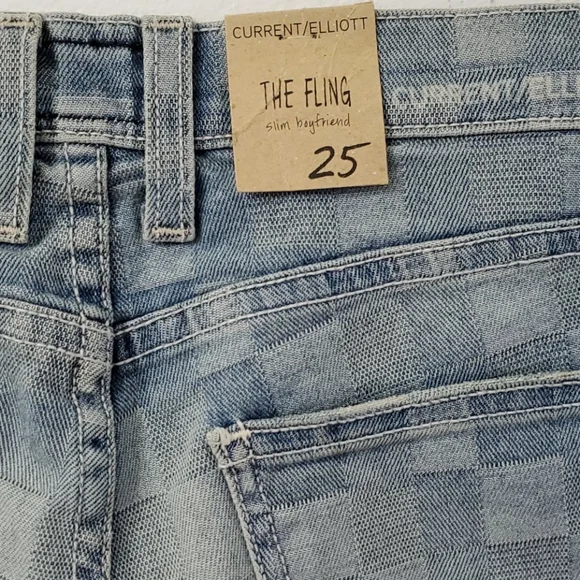 CURRENT/ELLIOTT
THE FLING
slim boyfriend
25
CURRENT/ELLI